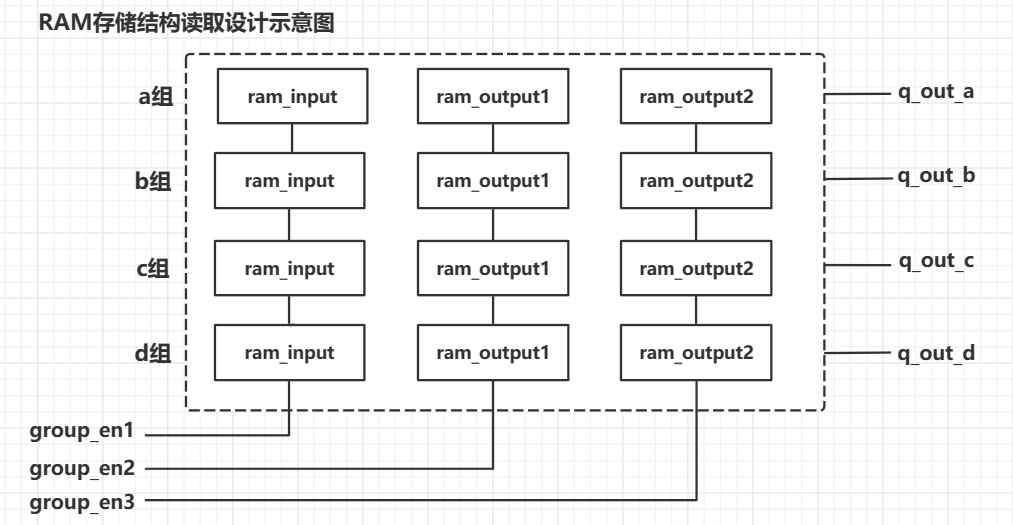 RAM存储结构读取设计示意图
a组 ram_input ram_output1 ram_output2 q_out_a
b组 ram_input ram_output1 ram_output2 q_out_b
c组 ram_input ram_output1 ram_output2 q_out_c
d组 ram_input ram_output1 ram_output2 q_out_d
group_en1
group_en2
group_en3